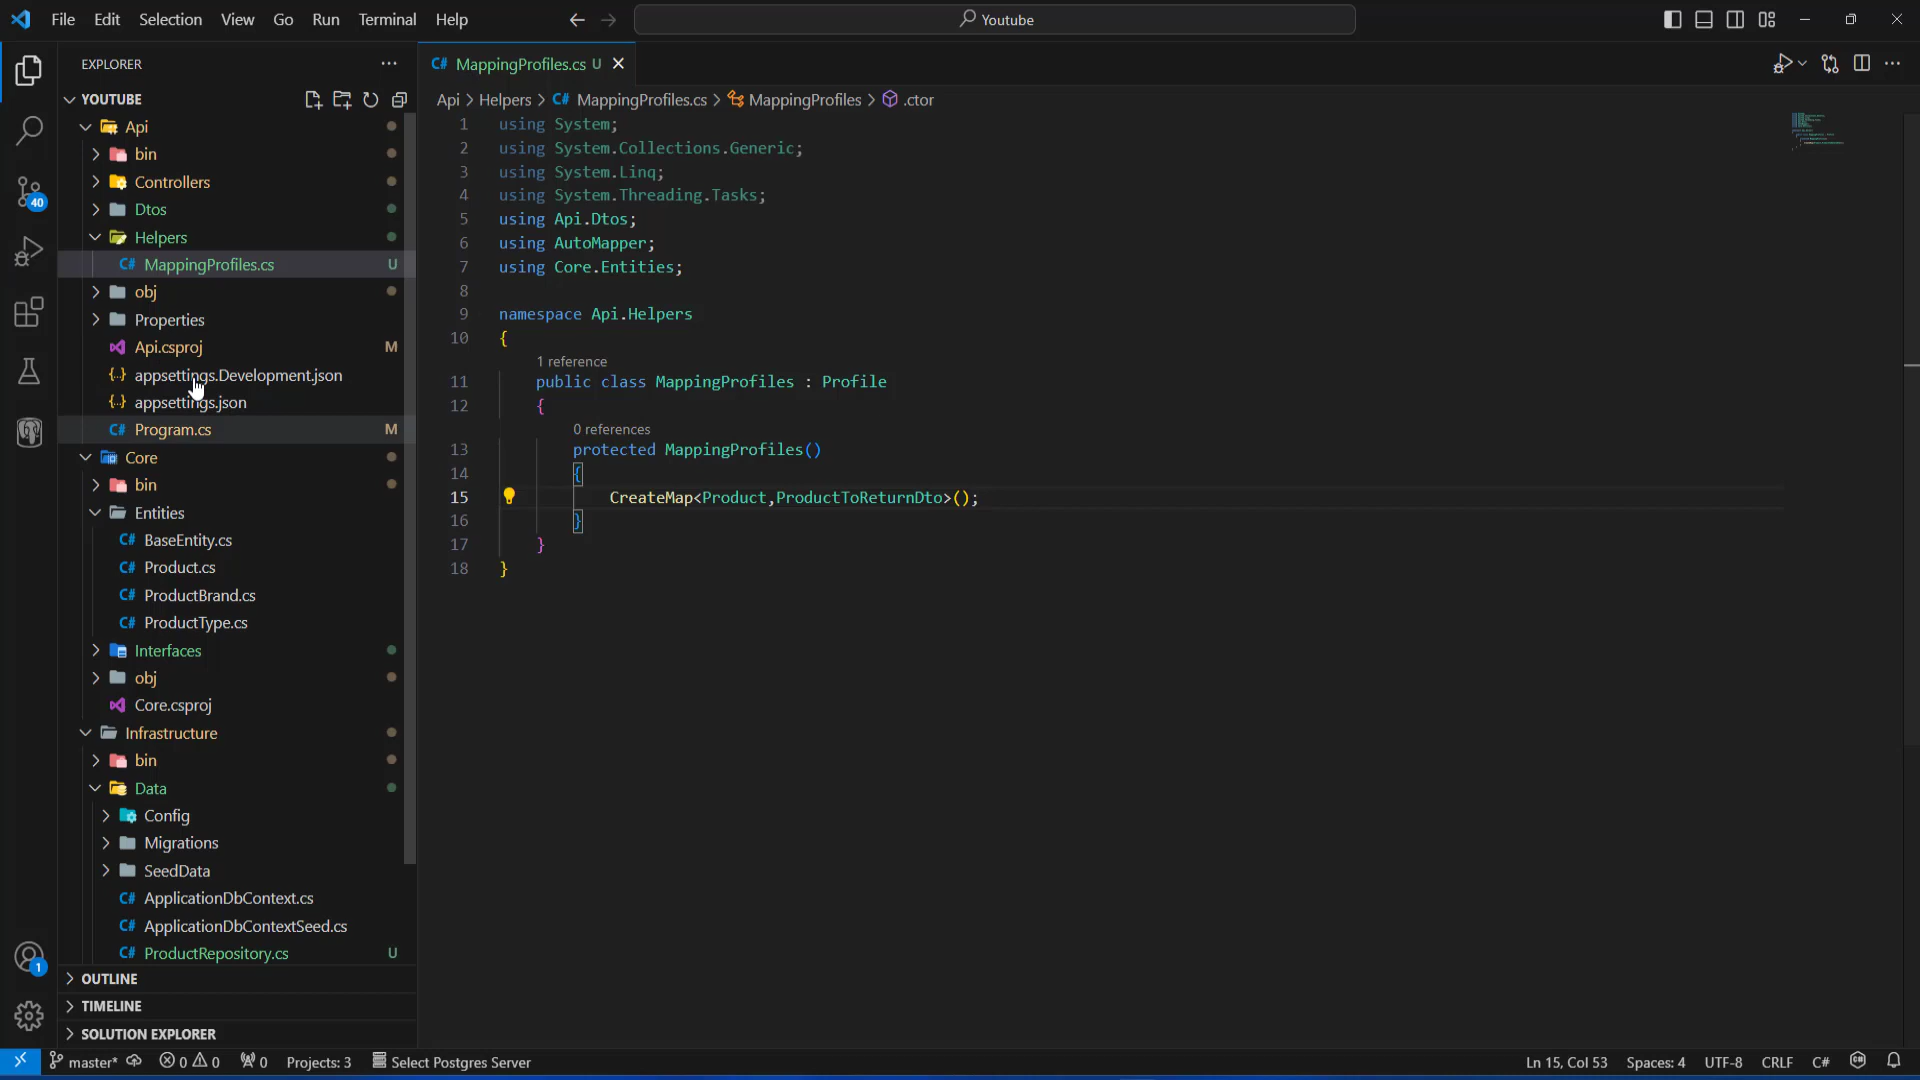 File Edit Selection View Go Run Terminal Help
Youtube
EXPLORER
MappingProfiles.cs U
YOUTUBE
Api > Helpers > C# MappingProfiles.cs > MappingProfiles > .ctor
Api
bin
Controllers
Dtos
Helpers
C# MappingProfiles.cs U
obj
Properties
Api.csproj M
appsettings.Development.json
appsettings.json
C# Program.cs M
Core
bin
Entities
C# BaseEntity.cs
C# Product.cs
C# ProductBrand.cs
C# ProductType.cs
Interfaces
obj
Core.csproj
Infrastructure
bin
Data
Config
Migrations
SeedData
C# ApplicationDbContext.cs
C# ApplicationDbContextSeed.cs
C# ProductRepository.cs U
OUTLINE
TIMELINE
SOLUTION EXPLORER
40
1
1 using System;
2 using System.Collections.Generic;
3 using System.Linq;
4 using System.Threading.Tasks;
5 using Api.Dtos;
6 using AutoMapper;
7 using Core.Entities;
8
9 namespace Api.Helpers
10 {
1 reference
11 public class MappingProfiles : Profile
12 {
0 references
13 protected MappingProfiles()
14 {
15 CreateMap<Product,ProductToReturnDto>();
16 }
17 }
18 }
master* 0 0 0 Projects: 3 Select Postgres Server
Ln 15, Col 53 Spaces: 4 UTF-8 CRLF C#